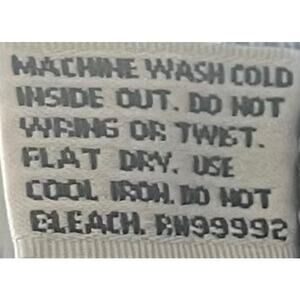 MACHINE WASH COLD
INSIDE OUT. DO NOT
WRING OR TWIST.
FLAT DRY. USE
COOL IRON. DO NOT
BLEACH. RN99992